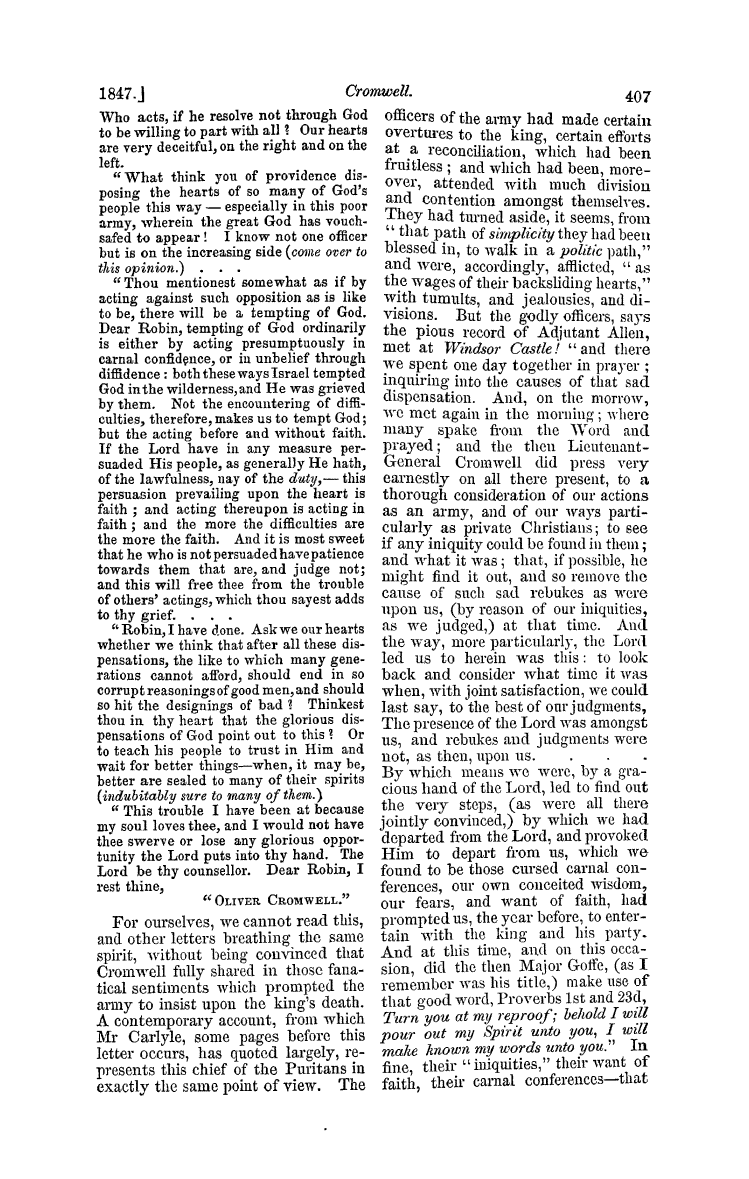 1847.]
Cromwell.
407
Who acts, if he resolve not through God
to be willing to part with all? Our hearts
are very deceitful, on the right and on the
left.
"What think you of providence dis-
posing the hearts of so many of God's
people this way — especially in this poor
army, wherein the great God has vouch-
safed to appear! I know not one officer
but is on the increasing side (come over to
this opinion.) . . .
"Thou mentionest somewhat as if by
acting against such opposition as is like
to be, there will be a tempting of God.
Dear Robin, tempting of God ordinarily
is either by acting presumptuously in
carnal confidence, or in unbelief through
diffidence: both these ways Israel tempted
God in the wilderness, and He was grieved
by them. Not the encountering of diffi-
culties, therefore, makes us to tempt God;
but the acting before and without faith.
If the Lord have in any measure per-
suaded His people, as generally He hath,
of the lawfulness, nay of the duty,— this
persuasion prevailing upon the heart is
faith; and acting thereupon is acting in
faith; and the more the difficulties are
the more the faith. And it is most sweet
that he who is not persuaded have patience
towards them that are, and judge not;
and this will free thee from the trouble
of others' actings, which thou sayest adds
to thy grief. . . .
"Robin, I have done. Ask we our hearts
whether we think that after all these dis-
pensations, the like to which many gene-
rations cannot afford, should end in so
corrupt reasonings of good men, and should
so hit the designings of bad? Thinkest
thou in thy heart that the glorious dis-
pensations of God point out to this? Or
to teach his people to trust in Him and
wait for better things—when, it may be,
better are sealed to many of their spirits
(indubitably sure to many of them.)
"This trouble I have been at because
my soul loves thee, and I would not have
thee swerve or lose any glorious oppor-
tunity the Lord puts into thy hand. The
Lord be thy counsellor. Dear Robin, I
rest thine,
"OLIVER CROMWELL."
For ourselves, we cannot read this,
and other letters breathing the same
spirit, without being convinced that
Cromwell fully shared in those fana-
tical sentiments which prompted the
army to insist upon the king's death.
A contemporary account, from which
Mr Carlyle, some pages before this
letter occurs, has quoted largely, re-
presents this chief of the Puritans in
exactly the same point of view. The
officers of the army had made certain
overtures to the king, certain efforts
at a reconciliation, which had been
fruitless; and which had been, more-
over, attended with much division
and contention amongst themselves.
They had turned aside, it seems, from
"that path of simplicity they had been
blessed in, to walk in a politic path,"
and were, accordingly, afflicted, "as
the wages of their backsliding hearts,"
with tumults, and jealousies, and di-
visions. But the godly officers, says
the pious record of Adjutant Allen,
met at Windsor Castle! "and there
we spent one day together in prayer;
inquiring into the causes of that sad
dispensation. And, on the morrow,
we met again in the morning; where
many spake from the Word and
prayed; and the then Lieutenant-
General Cromwell did press very
earnestly on all there present, to a
thorough consideration of our actions
as an army, and of our ways parti-
cularly as private Christians; to see
if any iniquity could be found in them;
and what it was; that, if possible, he
might find it out, and so remove the
cause of such sad rebukes as were
upon us, (by reason of our iniquities,
as we judged,) at that time. And
the way, more particularly, the Lord
led us to herein was this: to look
back and consider what time it was
when, with joint satisfaction, we could
last say, to the best of our judgments,
The presence of the Lord was amongst
us, and rebukes and judgments were
not, as then, upon us. . . .
By which means we were, by a gra-
cious hand of the Lord, led to find out
the very steps, (as were all there
jointly convinced,) by which we had
departed from the Lord, and provoked
Him to depart from us, which we
found to be those cursed carnal con-
ferences, our own conceited wisdom,
our fears, and want of faith, had
prompted us, the year before, to enter-
tain with the king and his party.
And at this time, and on this occa-
sion, did the then Major Goffe, (as I
remember was his title,) make use of
that good word, Proverbs 1st and 23d,
Turn you at my reproof; behold I will
pour out my Spirit unto you, I will
make known my words unto you." In
fine, their "iniquities," their want of
faith, their carnal conferences—that